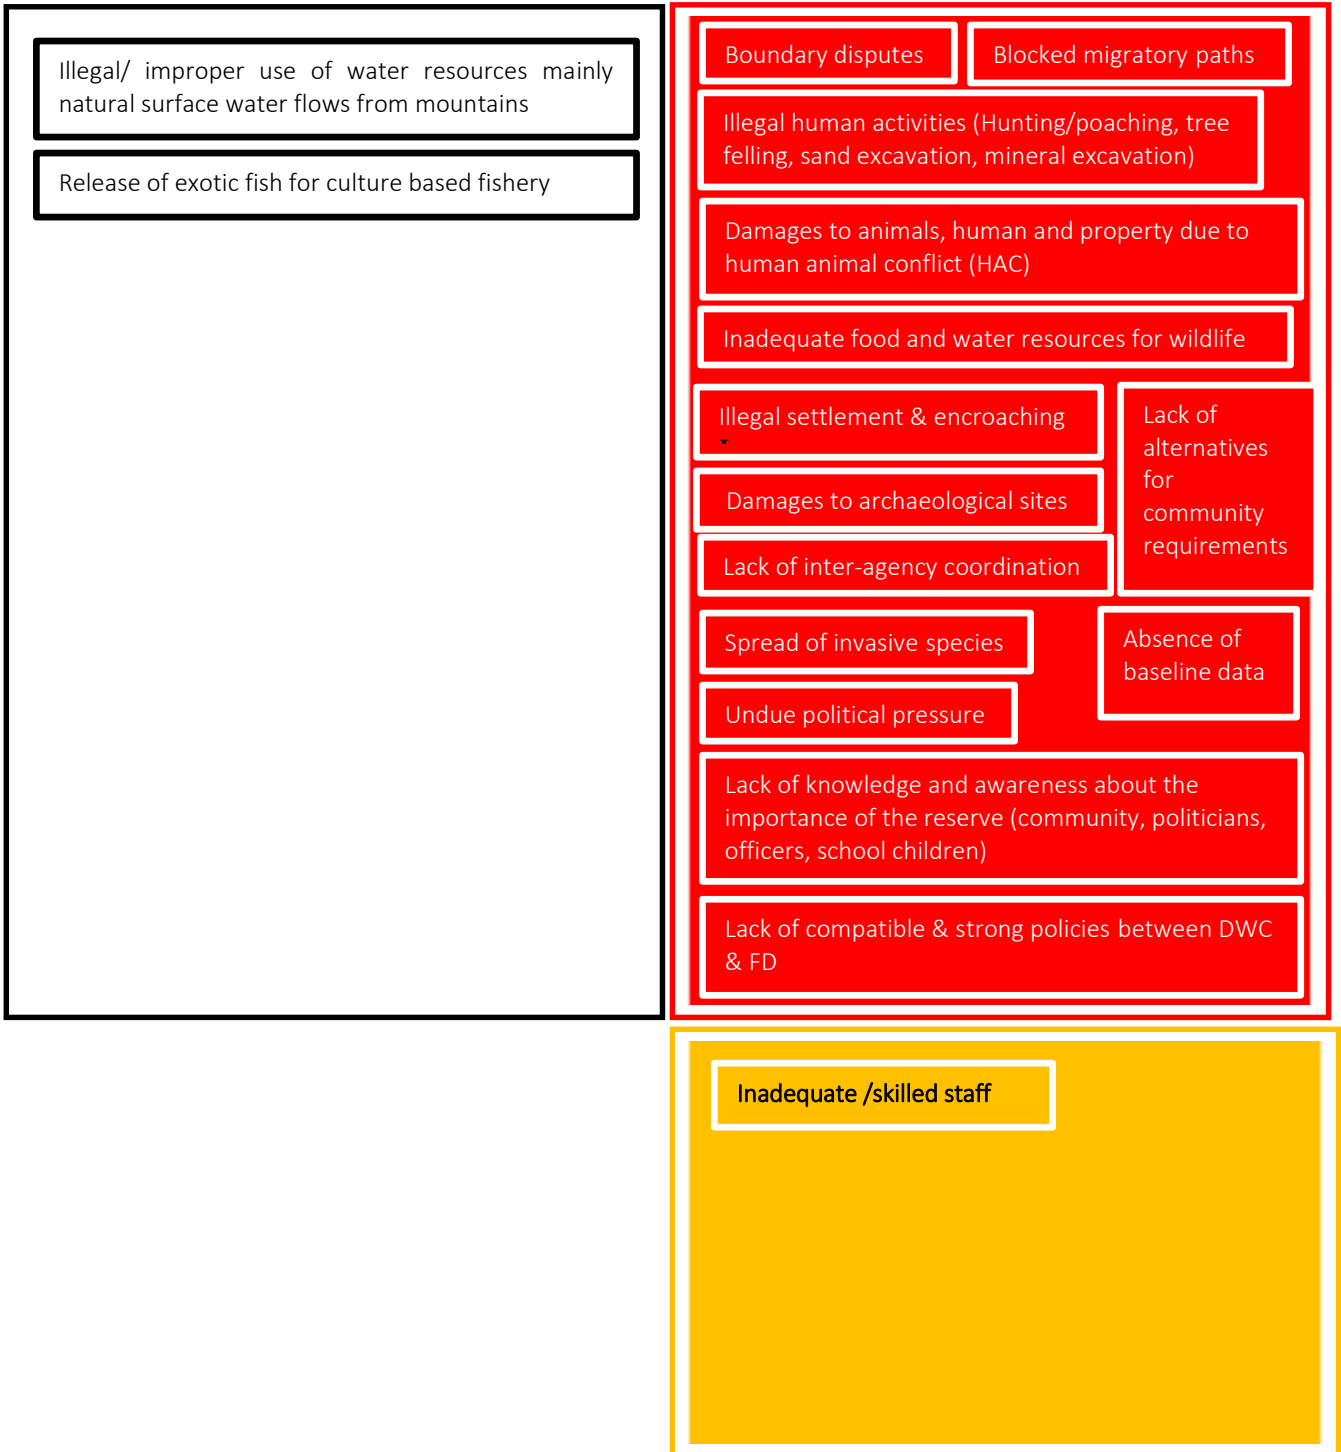 Illegal/ improper use of water resources mainly
natural surface water flows from mountains
Release of exotic fish for culture based fishery
Boundary disputes
Blocked migratory paths
Illegal human activities (Hunting/poaching, tree
felling, sand excavation, mineral excavation)
Damages to animals, human and property due to
human animal conflict (HAC)
Inadequate food and water resources for wildlife
Illegal settlement & encroaching
Lack of
alternatives
for
community
requirements
Damages to archaeological sites
Lack of inter-agency coordination
Spread of invasive species
Absence of
baseline data
Undue political pressure
Lack of knowledge and awareness about the
importance of the reserve (community, politicians,
officers, school children)
Lack of compatible & strong policies between DWC
& FD
Inadequate /skilled staff